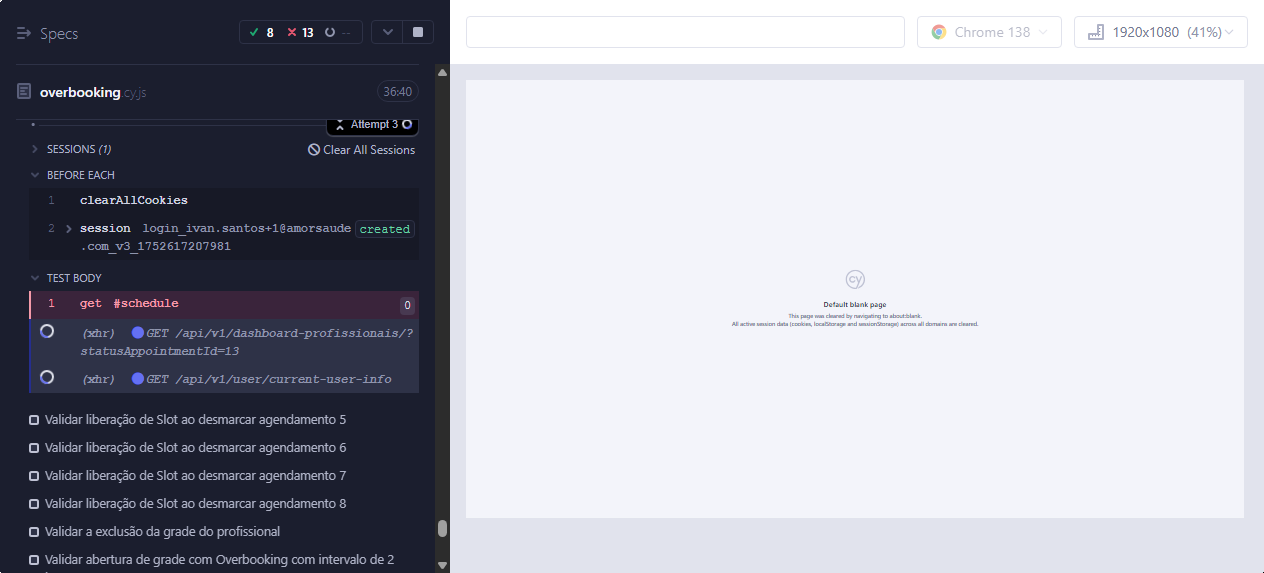 Specs
8 13 --
overbooking.cy.js 36:40
Attempt 3
SESSIONS (1) Clear All Sessions
BEFORE EACH
1 clearAllCookies
2 session login_ivan.santos+1@amorsaude created
.com_v3_1752617207981
TEST BODY
1 get #schedule 0
(xhr) GET /api/v1/dashboard-profissionais/?
statusAppointmentId=13
(xhr) GET /api/v1/user/current-user-info
Validar liberação de Slot ao desmarcar agendamento 5
Validar liberação de Slot ao desmarcar agendamento 6
Validar liberação de Slot ao desmarcar agendamento 7
Validar liberação de Slot ao desmarcar agendamento 8
Validar a exclusão da grade do profissional
Validar abertura de grade com Overbooking com intervalo de 2
Chrome 138
1920x1080 (41%)
cy
Default blank page
This page was cleared by navigating to about:blank.
All active session data (cookies, localStorage and sessionStorage) across all domains are cleared.